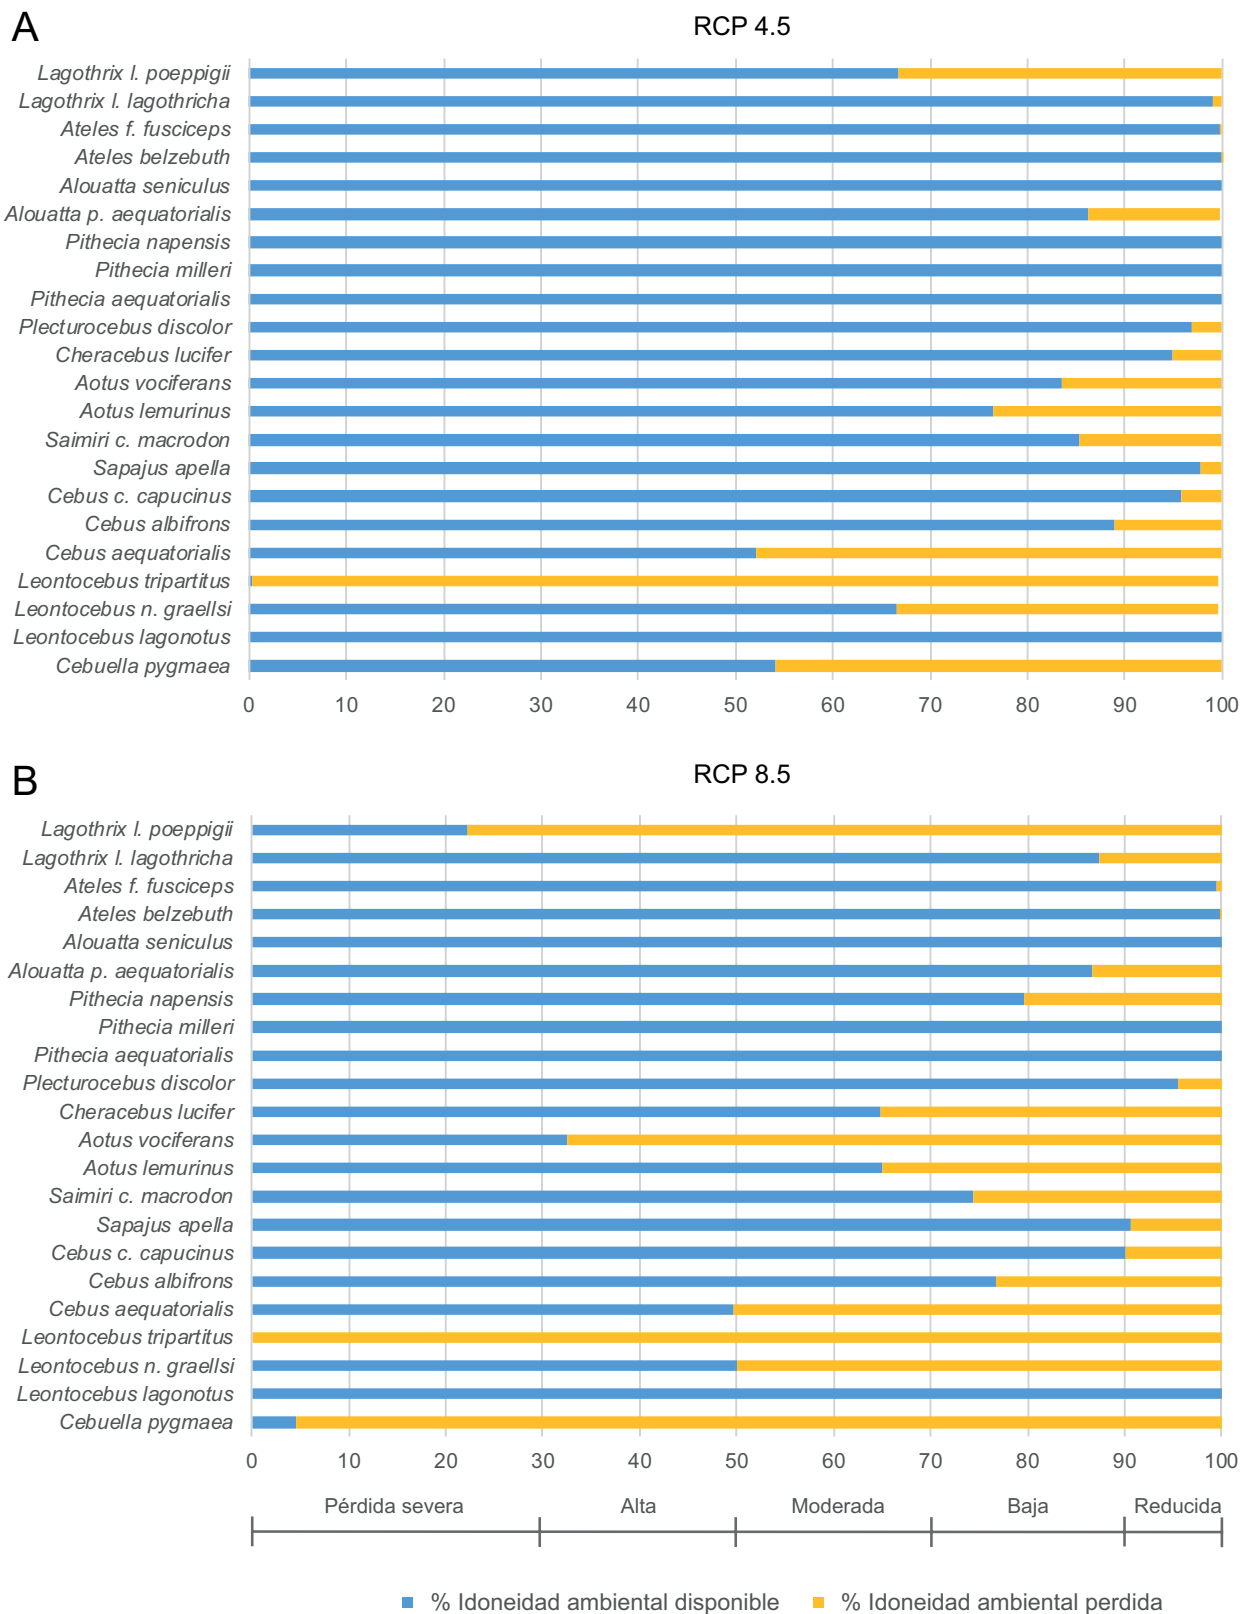 A
RCP 4.5
Lagothrix l. poeppigii
Lagothrix l. lagothricha
Ateles f. fusciceps
Ateles belzebuth
Alouatta seniculus
Alouatta p. aequatorialis
Pithecia napensis
Pithecia milleri
Pithecia aequatorialis
Plecturocebus discolor
Cheracebus lucifer
Aotus vociferans
Aotus lemurinus
Saimiri c. macrodon
Sapajus apella
Cebus c. capucinus
Cebus albifrons
Cebus aequatorialis
Leontocebus tripartitus
Leontocebus n. graellsi
Leontocebus lagonotus
Cebuella pygmaea
0 10 20 30 40 50 60 70 80 90 100
B
RCP 8.5
Lagothrix l. poeppigii
Lagothrix l. lagothricha
Ateles f. fusciceps
Ateles belzebuth
Alouatta seniculus
Alouatta p. aequatorialis
Pithecia napensis
Pithecia milleri
Pithecia aequatorialis
Plecturocebus discolor
Cheracebus lucifer
Aotus vociferans
Aotus lemurinus
Saimiri c. macrodon
Sapajus apella
Cebus c. capucinus
Cebus albifrons
Cebus aequatorialis
Leontocebus tripartitus
Leontocebus n. graellsi
Leontocebus lagonotus
Cebuella pygmaea
0 10 20 30 40 50 60 70 80 90 100
Pérdida severa Alta Moderada Baja Reducida
% Idoneidad ambiental disponible % Idoneidad ambiental perdida